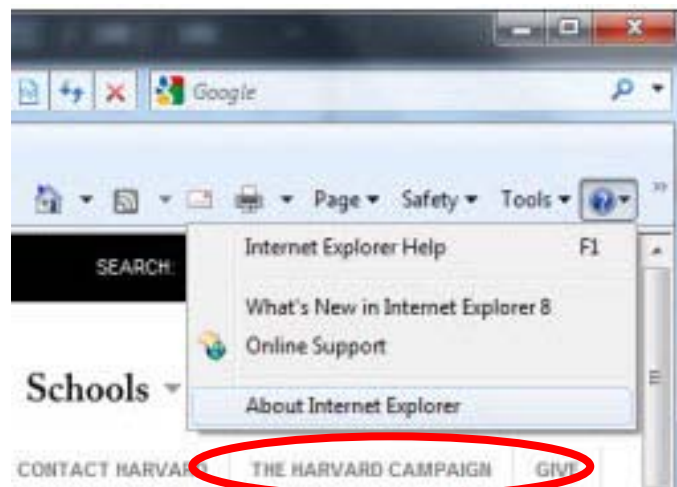 Google
Page Safety Tools »
Internet Explorer Help F1
SEARCH:
What's New in Internet Explorer 8
Online Support
Schools
About Internet Explorer
CONTACT HARVARD THE HARVARD CAMPAIGN GIVE